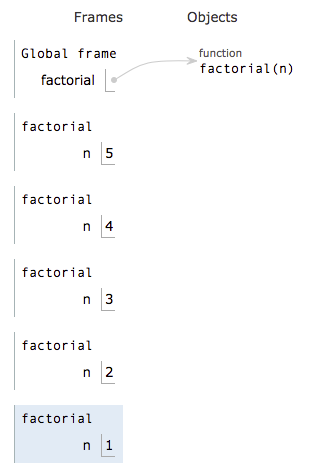 Frames Objects
Global frame
factorial
function
factorial(n)
factorial
n 5
factorial
n 4
factorial
n 3
factorial
n 2
factorial
n 1